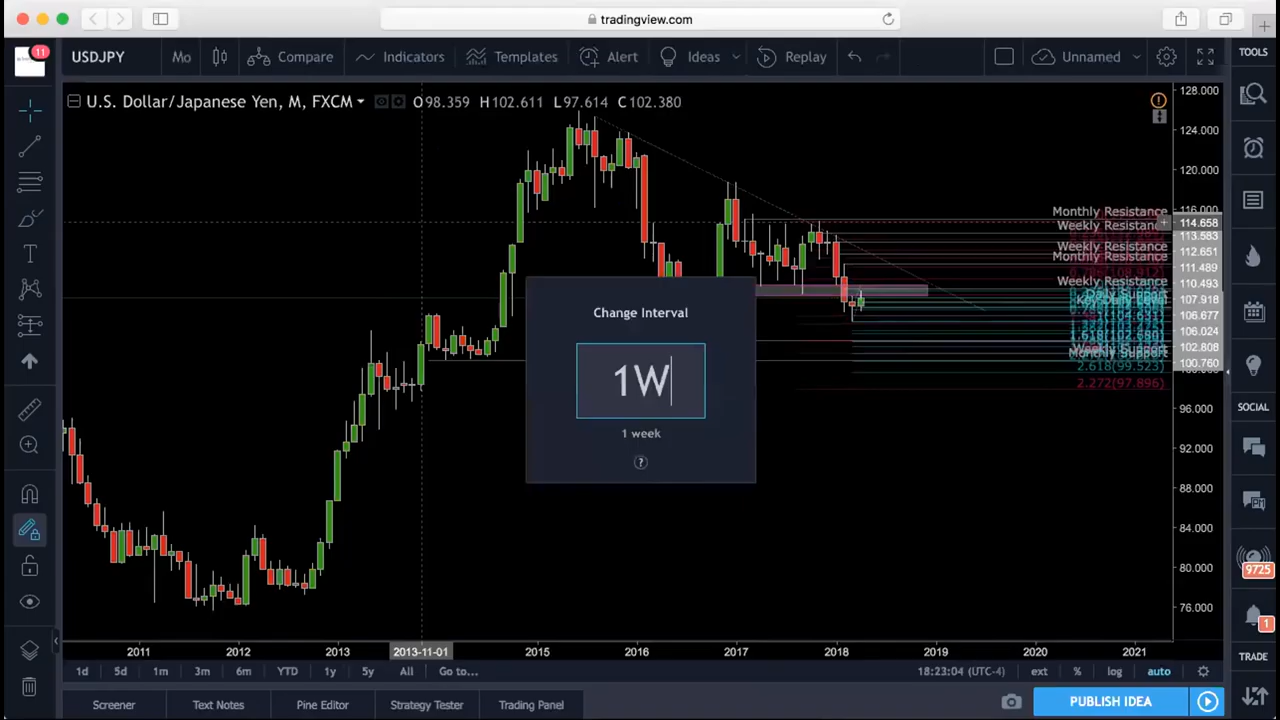 tradingview.com
11
USDJPY Mo Compare Indicators Templates Alert Ideas Replay Unnamed
TOOLS
U.S. Dollar/Japanese Yen, M, FXCM O98.359 H102.611 L97.614 C102.380
128.000
124.000
120.000
116.000
Monthly Resistance
114.658
Weekly Resistance
113.583
Weekly Resistance
112.651
Monthly Resistance
111.489
Weekly Resistance
110.493
107.918
106.677
106.024
1.618(102.680)
102.808
Monthly Support
100.760
2.618(99.523)
2.272(97.896)
96.000
92.000
88.000
84.000
80.000
76.000
Change Interval
1W
1 week
?
SOCIAL
9725
1
TRADE
2011 2012 2013 2013-11-01 2015 2016 2017 2018 2019 2020 2021
1d 5d 1m 3m 6m YTD 1y 5y All Go to... 18:23:04 (UTC-4) ext % log auto
Screener Text Notes Pine Editor Strategy Tester Trading Panel PUBLISH IDEA